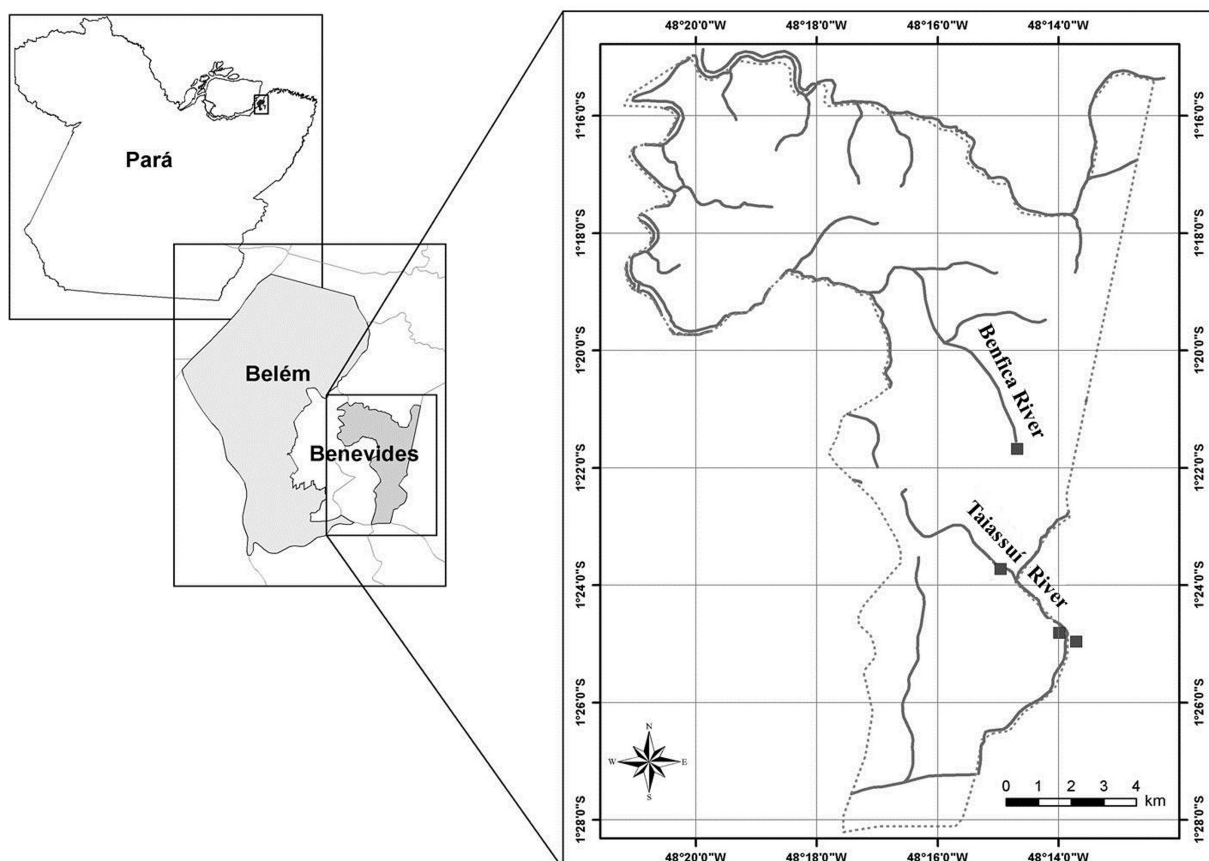 Pará
Belém
Benevides
48°20'0"W 48°18'0"W 48°16'0"W 48°14'0"W
1°16'0"S 1°16'0"S
1°18'0"S 1°18'0"S
1°20'0"S 1°20'0"S
1°22'0"S 1°22'0"S
1°24'0"S 1°24'0"S
1°26'0"S 1°26'0"S
1°28'0"S 1°28'0"S
Benfica River
Taiassuí River
N
W E
S
0 1 2 3 4
km
48°20'0"W 48°18'0"W 48°16'0"W 48°14'0"W